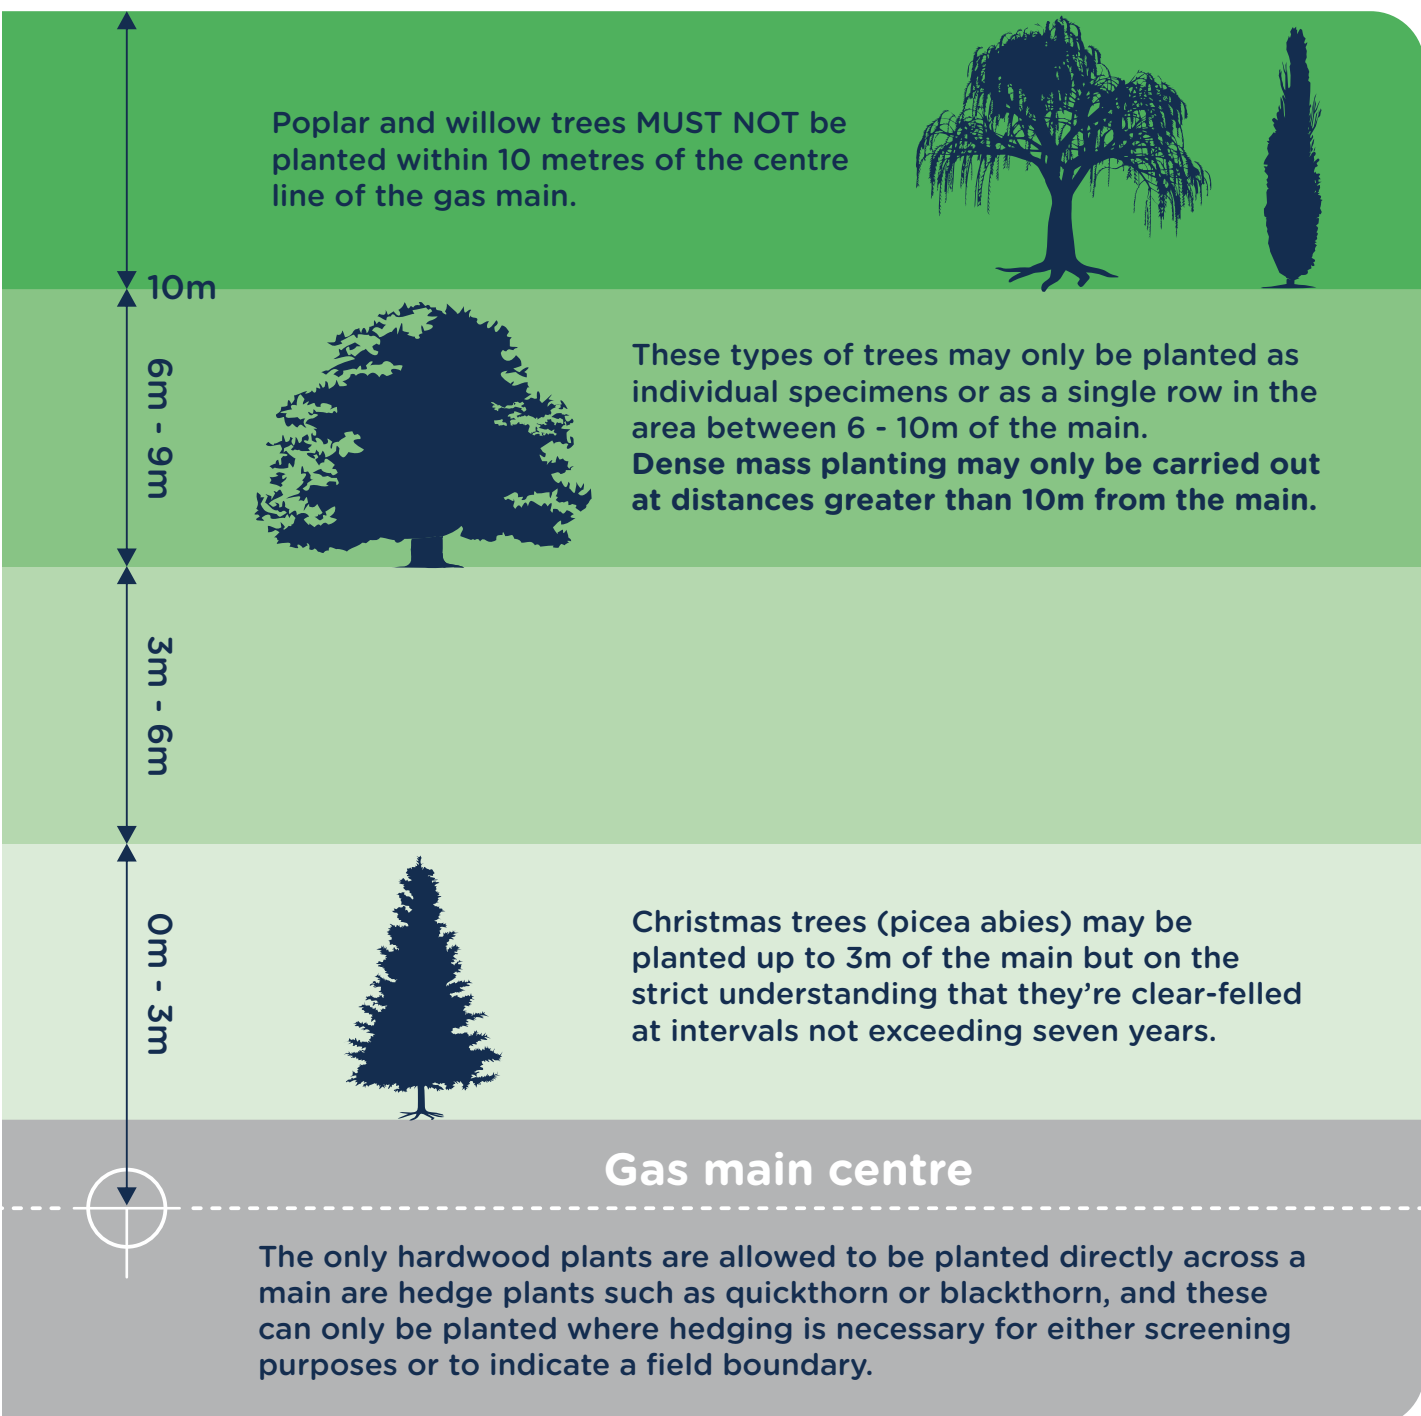 Poplar and willow trees MUST NOT be
planted within 10 metres of the centre
line of the gas main.
10m
6m - 9m
These types of trees may only be planted as
individual specimens or as a single row in the
area between 6 - 10m of the main.
Dense mass planting may only be carried out
at distances greater than 10m from the main.
3m - 6m
0m - 3m
Christmas trees (picea abies) may be
planted up to 3m of the main but on the
strict understanding that they’re clear-felled
at intervals not exceeding seven years.
Gas main centre
The only hardwood plants are allowed to be planted directly across a
main are hedge plants such as quickthorn or blackthorn, and these
can only be planted where hedging is necessary for either screening
purposes or to indicate a field boundary.